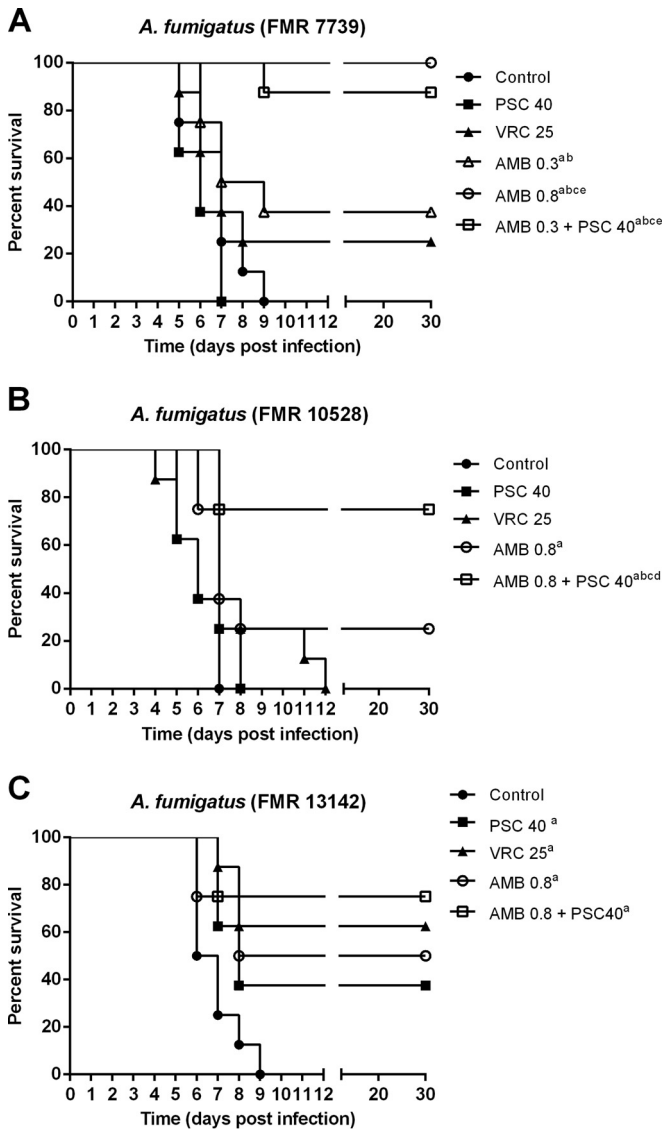 A
A. fumigatus (FMR 7739)
Percent survival
100
80
60
40
20
0
0 1 2 3 4 5 6 7 8 9 10 11 12 20 30
Time (days post infection)
Control
PSC 40
VRC 25
AMB 0.3ab
AMB 0.8abce
AMB 0.3 + PSC 40abce
B
A. fumigatus (FMR 10528)
Percent survival
100
80
60
40
20
0
0 1 2 3 4 5 6 7 8 9 10 11 12 20 30
Time (days post infection)
Control
PSC 40
VRC 25
AMB 0.8a
AMB 0.8 + PSC 40abcd
C
A. fumigatus (FMR 13142)
Percent survival
100
80
60
40
20
0
0 1 2 3 4 5 6 7 8 9 10 11 12 20 30
Time (days post infection)
Control
PSC 40 a
VRC 25a
AMB 0.8a
AMB 0.8 + PSC40a